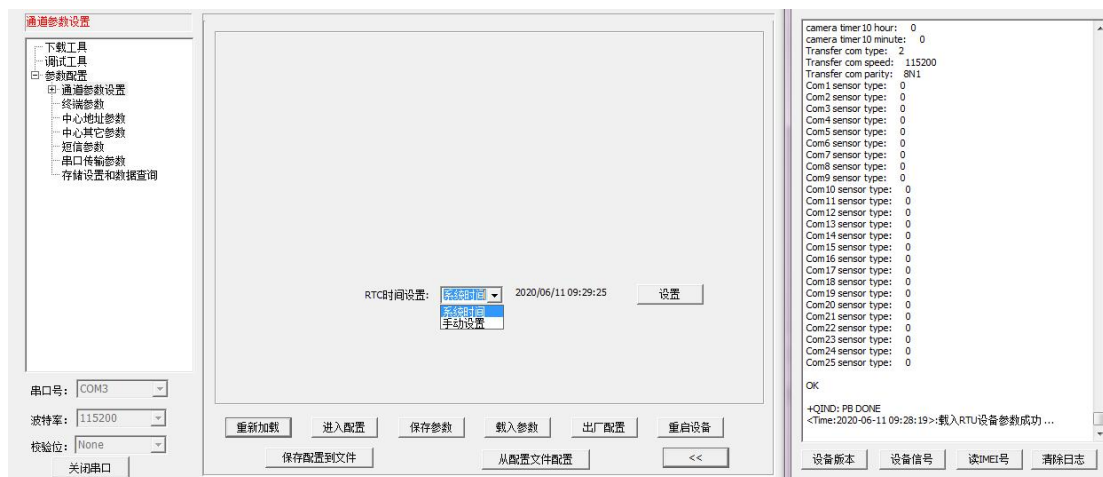 通道参数设置
下载工具
调试工具
参数配置
通道参数设置
终端参数
中心地址参数
中心其它参数
短信参数
串口传输参数
存储设置和数据查询
串口号: COM3
波特率: 115200
校验位: None
关闭串口
RTC时间设置: 系统时间 2020/06/11 09:29:25 设置
系统时间
手动设置
重新加载 进入配置 保存参数 载入参数 出厂配置 重启设备
保存配置到文件 从配置文件配置 <<
camera timer10 hour: 0
camera timer10 minute: 0
Transfer com type: 2
Transfer com speed: 115200
Transfer com parity: 8N1
Com1 sensor type: 0
Com2 sensor type: 0
Com3 sensor type: 0
Com4 sensor type: 0
Com5 sensor type: 0
Com6 sensor type: 0
Com7 sensor type: 0
Com8 sensor type: 0
Com9 sensor type: 0
Com10 sensor type: 0
Com11 sensor type: 0
Com12 sensor type: 0
Com13 sensor type: 0
Com14 sensor type: 0
Com15 sensor type: 0
Com16 sensor type: 0
Com17 sensor type: 0
Com18 sensor type: 0
Com19 sensor type: 0
Com20 sensor type: 0
Com21 sensor type: 0
Com22 sensor type: 0
Com23 sensor type: 0
Com24 sensor type: 0
Com25 sensor type: 0
OK
+QIND: PB DONE
<Time:2020-06-11 09:28:19>:载入RTU设备参数成功 ...
设备版本 设备信号 读IMEI号 清除日志